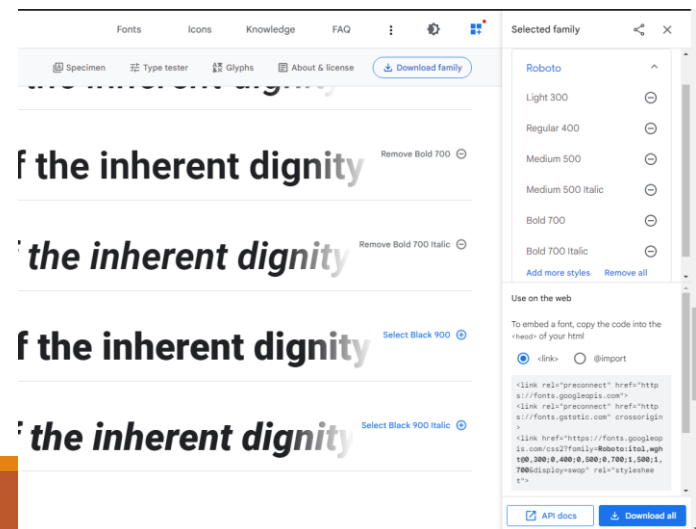 Fonts Icons Knowledge FAQ
Selected family
Specimen Type tester Glyphs About & license Download family
Roboto
Light 300
Regular 400
Medium 500
Medium 500 Italic
Bold 700
Bold 700 Italic
Add more styles Remove all
the inherent dignity
f the inherent dignity Remove Bold 700
the inherent dignity Remove Bold 700 Italic
f the inherent dignity Select Black 900
the inherent dignity Select Black 900 Italic
Use on the web
To embed a font, copy the code into the
<head> of your html
<link> @import
<link rel="preconnect" href="http
s://fonts.googleapis.com">
<link rel="preconnect" href="http
s://fonts.gstatic.com" crossorigin
>
<link href="https://fonts.googleap
is.com/css2?family=Roboto:ital,wgh
t@0,300;0,400;0,500;0,700;1,500;1,
700&display=swap" rel="styleshee
t">
API docs Download all